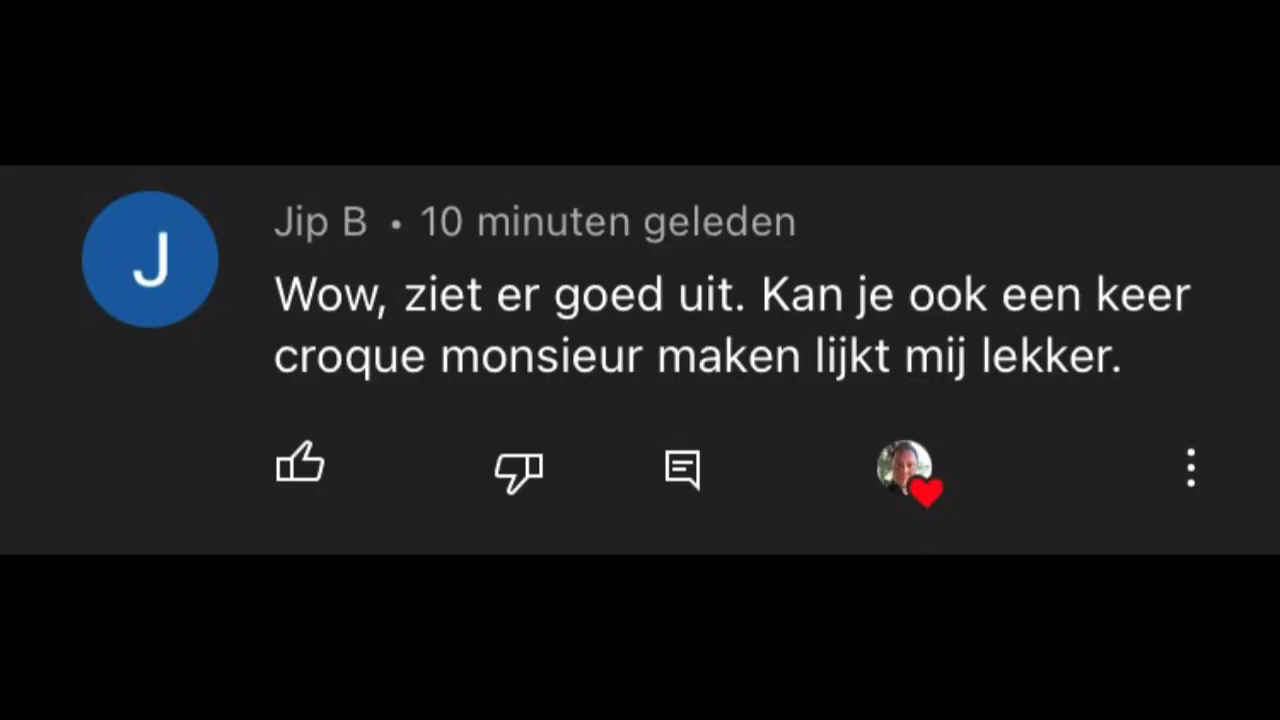 J
Jip B • 10 minuten geleden
Wow, ziet er goed uit. Kan je ook een keer
croque monsieur maken lijkt mij lekker.